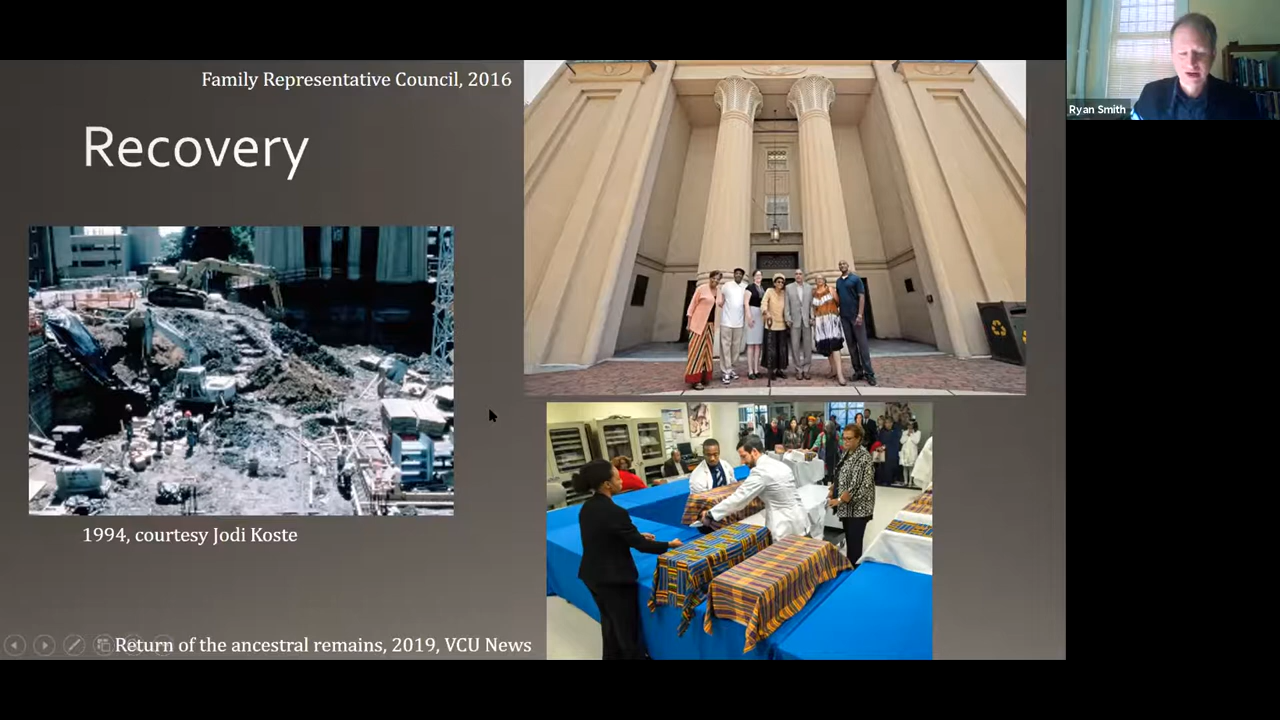 Family Representative Council, 2016
Recovery
1994, courtesy Jodi Koste
Return of the ancestral remains, 2019, VCU News
Ryan Smith